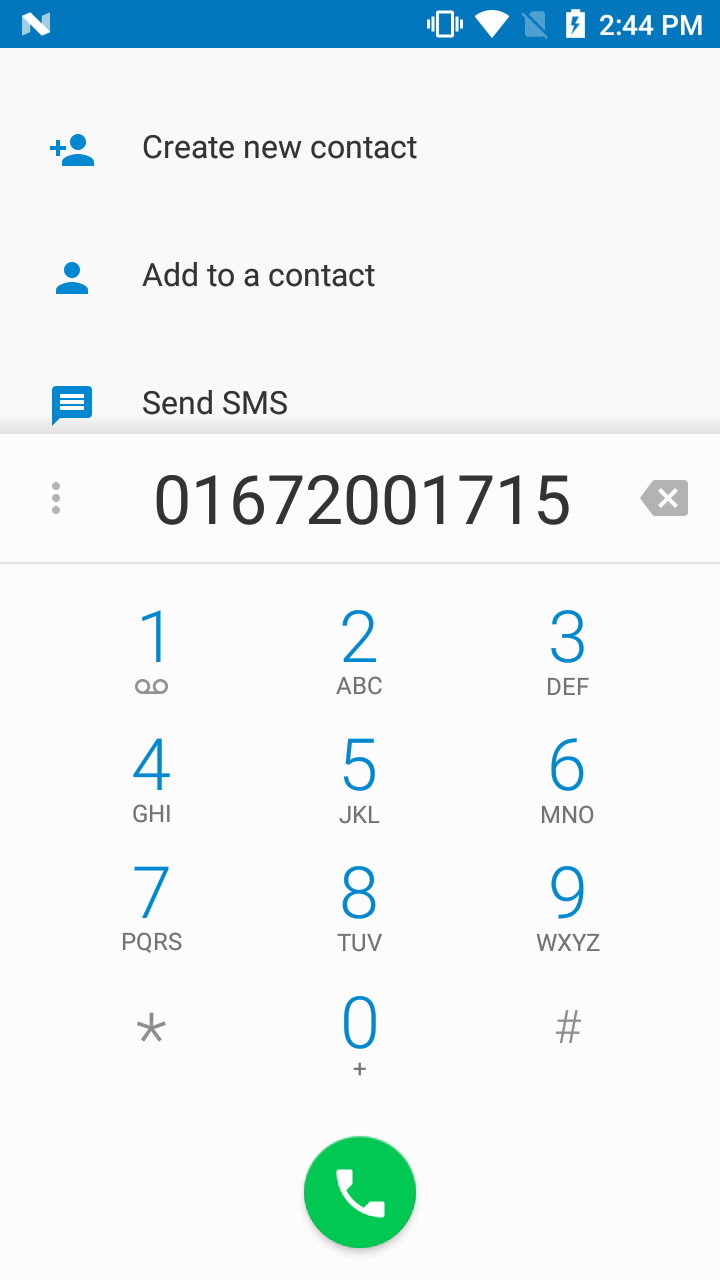 2:44 PM
Create new contact
Add to a contact
Send SMS
01672001715
1 2 3
ABC DEF
4 5 6
GHI JKL MNO
7 8 9
PQRS TUV WXYZ
* 0 #
+